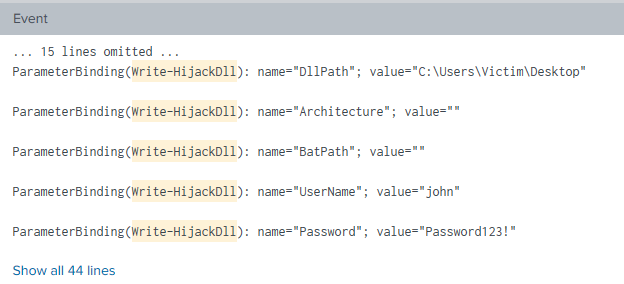 Event
... 15 lines omitted ...
ParameterBinding(Write-HijackDll): name="DllPath"; value="C:\Users\Victim\Desktop"
ParameterBinding(Write-HijackDll): name="Architecture"; value=""
ParameterBinding(Write-HijackDll): name="BatPath"; value=""
ParameterBinding(Write-HijackDll): name="UserName"; value="john"
ParameterBinding(Write-HijackDll): name="Password"; value="Password123!"
Show all 44 lines